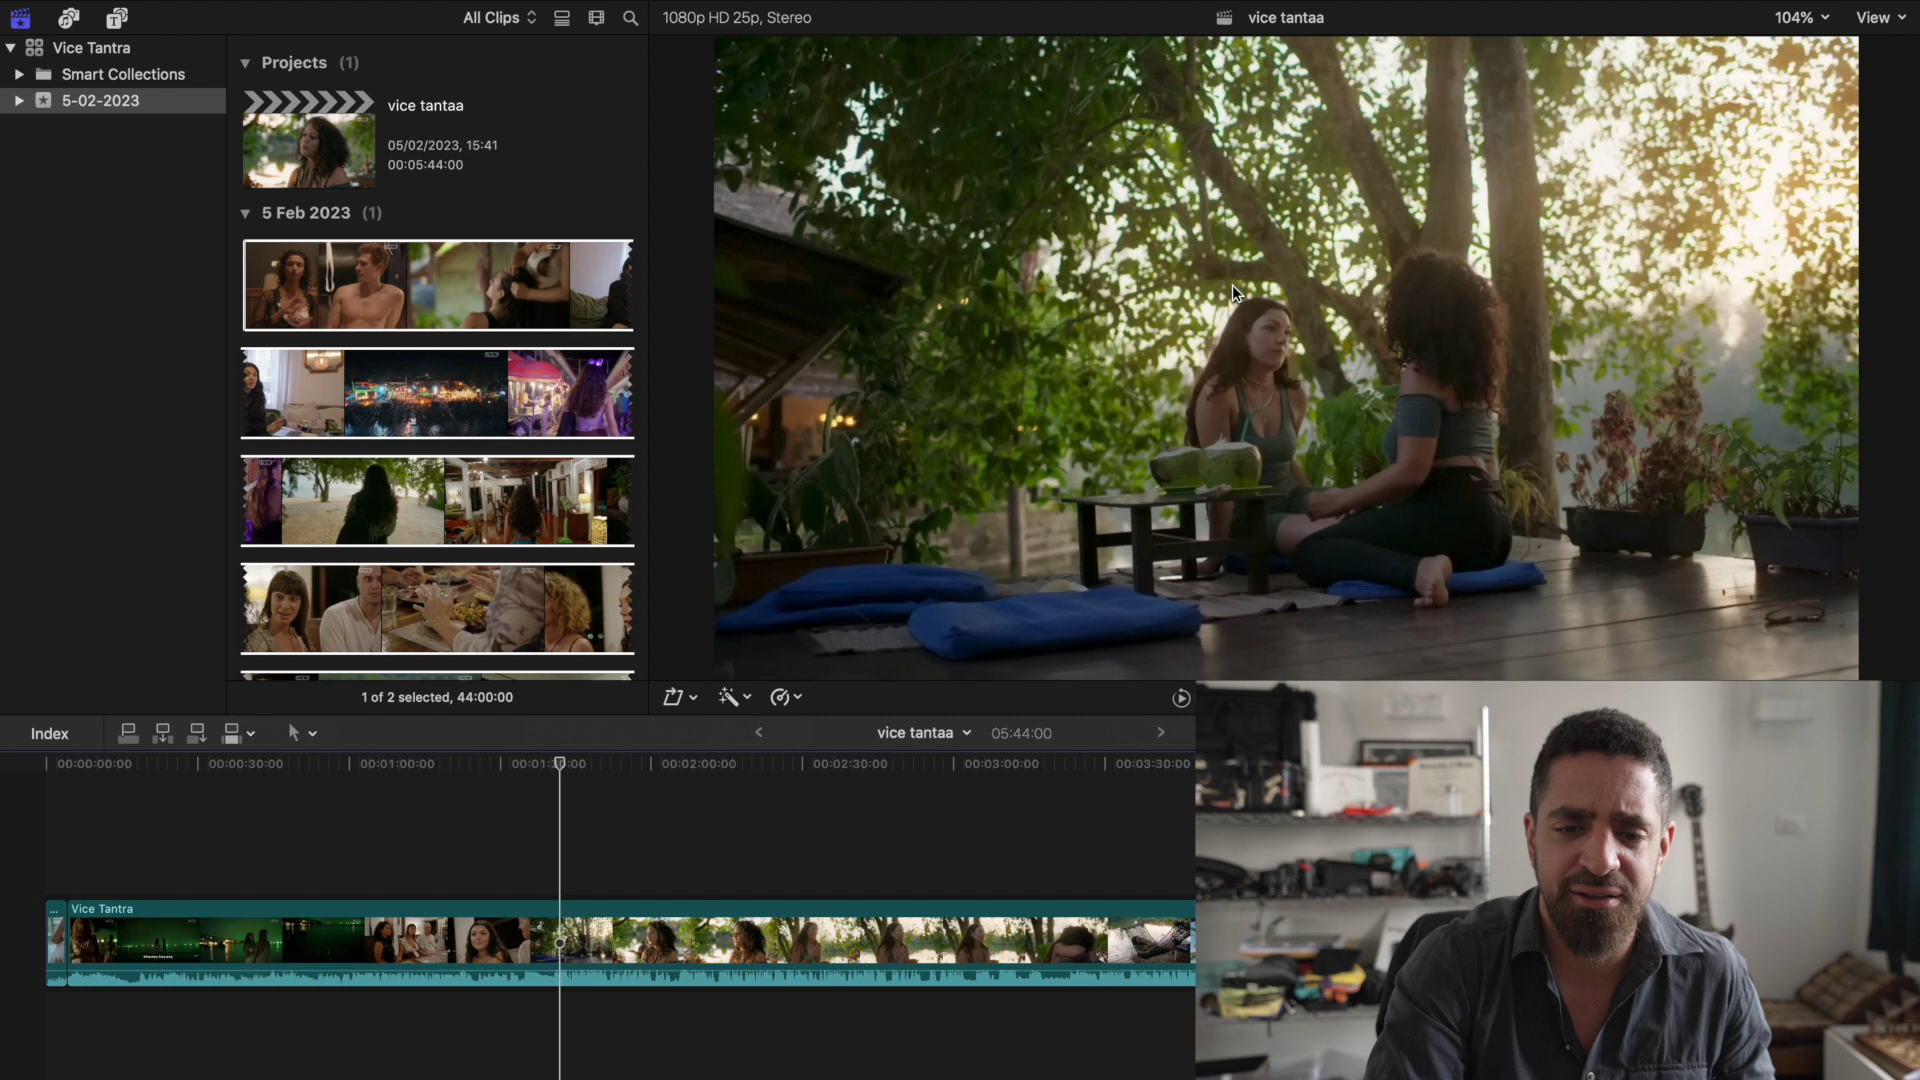 All Clips
1080p HD 25p, Stereo
vice tantaa
104%
View
Vice Tantra
Smart Collections
5-02-2023
Projects (1)
vice tantaa
05/02/2023, 15:41
00:05:44:00
5 Feb 2023 (1)
1 of 2 selected, 44:00:00
Index
vice tantaa
05:44:00
00:00:00:00
00:00:30:00
00:01:00:00
00:02:00:00
00:02:30:00
00:03:00:00
00:03:30:00
...
Vice Tantra